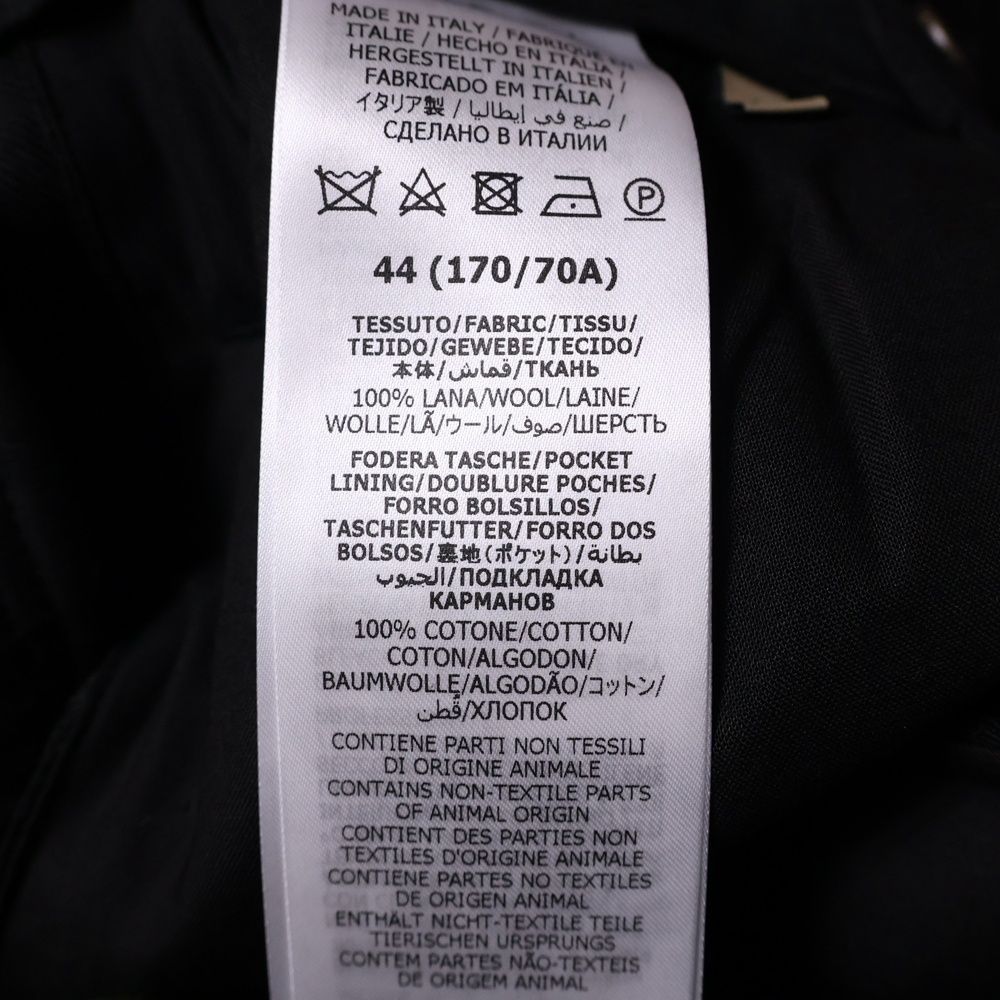 MADE IN ITALY / FABRIQUÉ EN
ITALIE / HECHO EN ITALIA /
HERGESTELLT IN ITALIEN /
FABRICADO EM ITÁLIA /
イタリア製 / صنع في إيطاليا /
СДЕЛАНО В ИТАЛИИ
P
44 (170/70A)
TESSUTO/FABRIC/TISSU/
TEJIDO/GEWEBE/TECIDO/
本体/قماش/ТКАНЬ
100% LANA/WOOL/LAINE/
WOLLE/LÃ/ウール/صوف/ШЕРСТЬ
FODERA TASCHE/POCKET
LINING/DOUBLURE POCHES/
FORRO BOLSILLOS/
TASCHENFUTTER/FORRO DOS
BOLSOS/裏地(ポケット)/بطانة
الجيوب/ПОДКЛАДКА
КАРМАНОВ
100% COTONE/COTTON/
COTON/ALGODON/
BAUMWOLLE/ALGODÃO/コットン/
قُطن/ХЛОПОК
CONTIENE PARTI NON TESSILI
DI ORIGINE ANIMALE
CONTAINS NON-TEXTILE PARTS
OF ANIMAL ORIGIN
CONTIENT DES PARTIES NON
TEXTILES D'ORIGINE ANIMALE
CONTIENE PARTES NO TEXTILES
DE ORIGEN ANIMAL
ENTHÄLT NICHT-TEXTILE TEILE
TIERISCHEN URSPRUNGS
CONTEM PARTES NÃO-TEXTEIS
DE ORIGEM ANIMAL